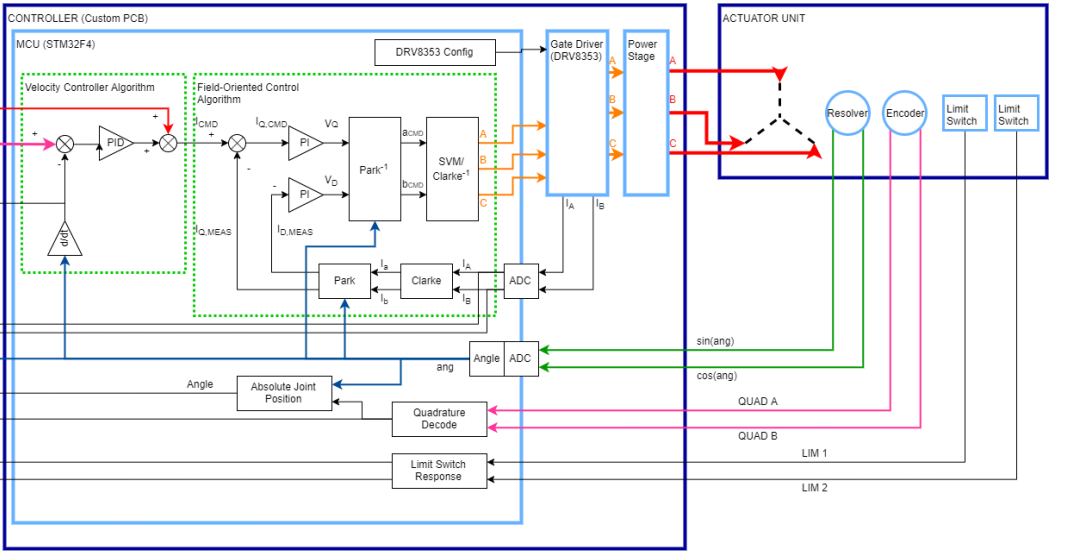 CONTROLLER (Custom PCB)
ACTUATOR UNIT
MCU (STM32F4)
DRV8353 Config
Gate Driver
(DRV8353)
Power
Stage
A
B
C
A
B
C
Velocity Controller Algorithm
+
-
PID
+
+
Field-Oriented Control
Algorithm
ICMD
+
-
IQ,CMD
PI
VQ
-
PI
VD
IQ,MEAS
ID,MEAS
Park-1
aCMD
bCMD
SVM/
Clarke-1
A
B
C
d/dt
Park
Ia
Ib
Clarke
IA
IB
ADC
IA
IB
Resolver
Encoder
Limit
Switch
Limit
Switch
Angle
ADC
ang
sin(ang)
cos(ang)
Angle
Absolute Joint
Position
Quadrature
Decode
QUAD A
QUAD B
Limit Switch
Response
LIM 1
LIM 2